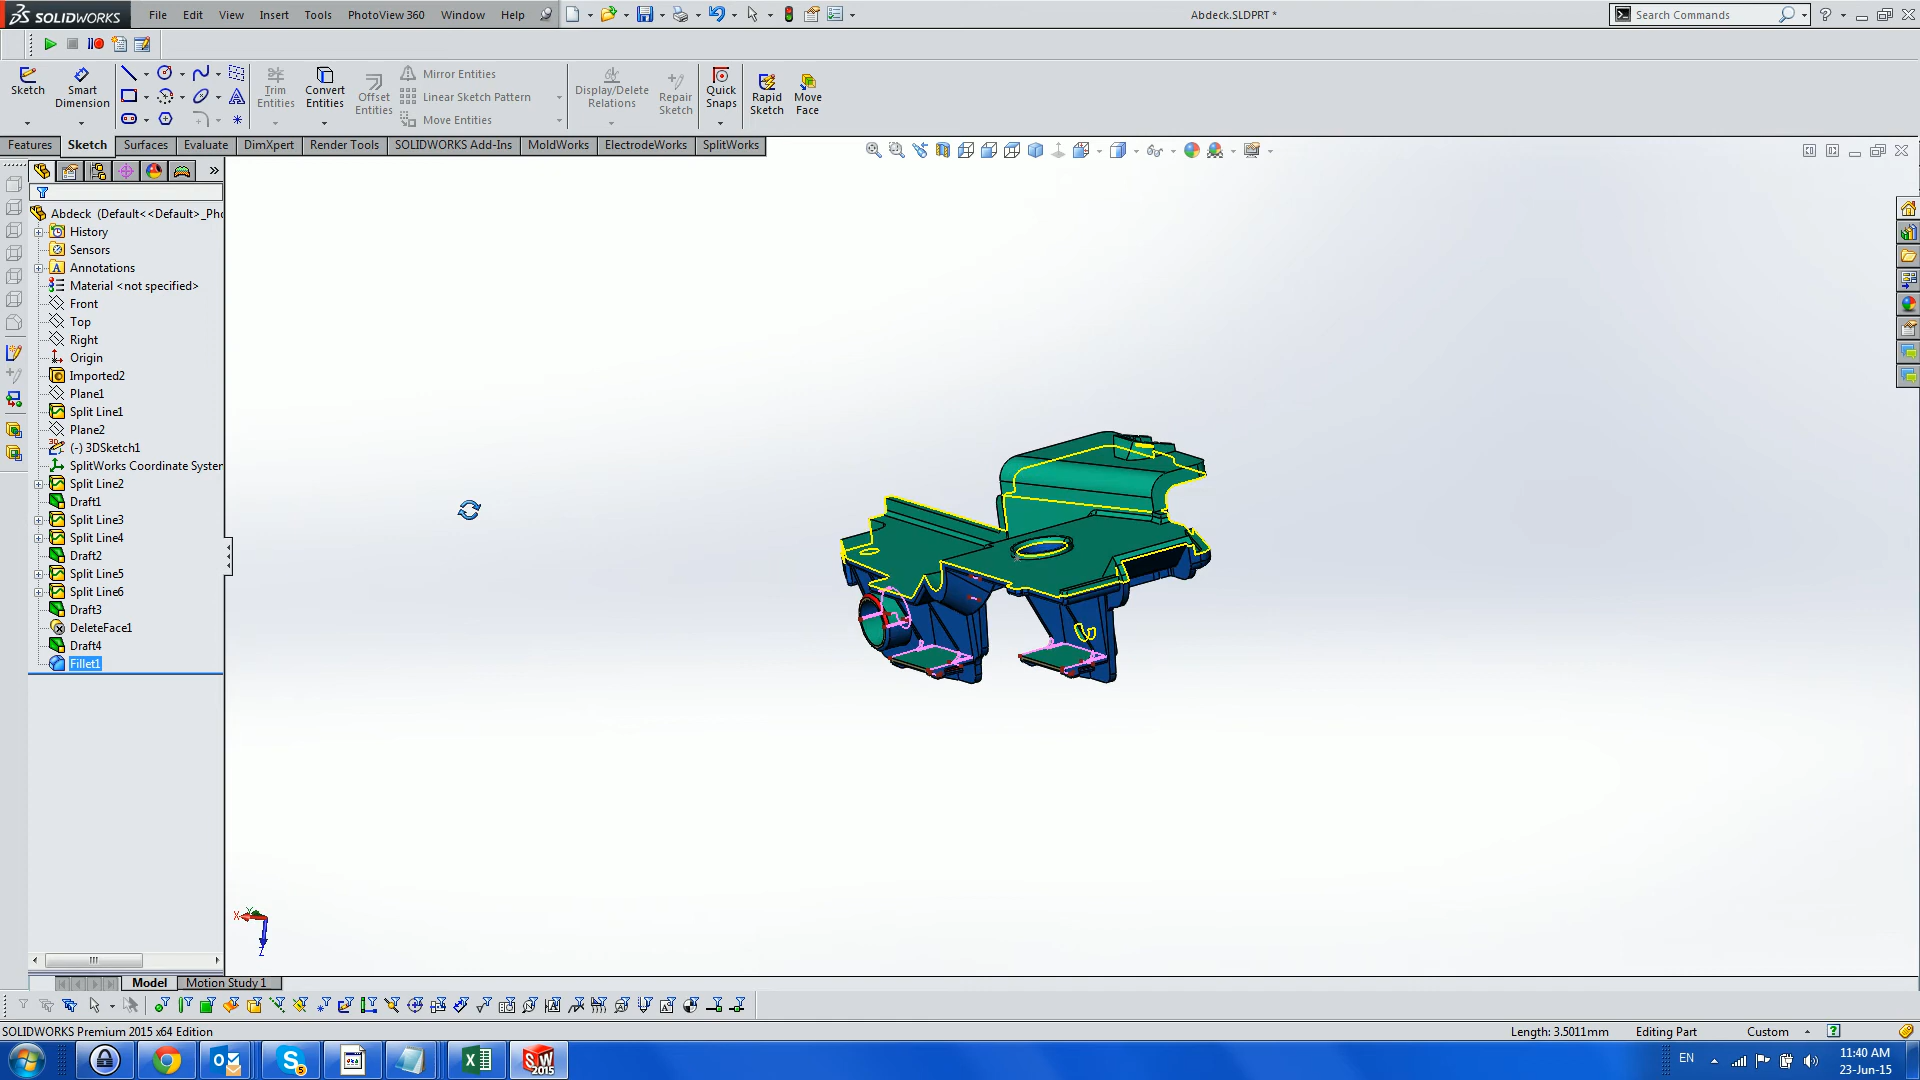 SOLIDWORKS File Edit View Insert Tools PhotoView 360 Window Help Abdeck.SLDPRT * Search Commands
Sketch Smart Dimension Trim Entities Convert Entities Offset Entities Mirror Entities Linear Sketch Pattern Move Entities Display/Delete Relations Repair Sketch Quick Snaps Rapid Sketch Move Face
Features Sketch Surfaces Evaluate DimXpert Render Tools SOLIDWORKS Add-Ins MoldWorks ElectrodeWorks SplitWorks
Abdeck (Default<<Default>_Pho
History
Sensors
Annotations
Material <not specified>
Front
Top
Right
Origin
Imported2
Plane1
Split Line1
Plane2
(-) 3DSketch1
SplitWorks Coordinate System
Split Line2
Draft1
Split Line3
Split Line4
Draft2
Split Line5
Split Line6
Draft3
DeleteFace1
Draft4
Fillet1
X Y
Z
Model Motion Study 1
SOLIDWORKS Premium 2015 x64 Edition Length: 3.5011mm Editing Part Custom
EN 11:40 AM
23-Jun-15